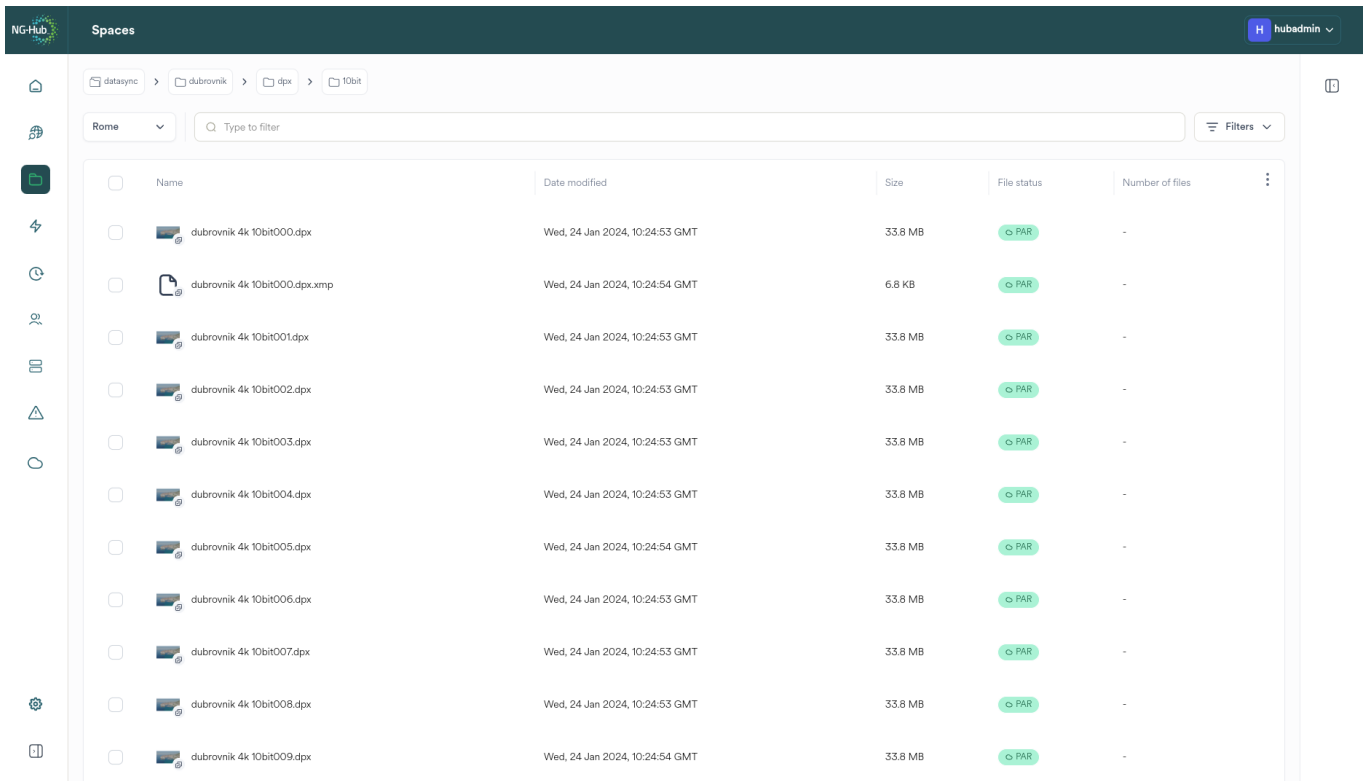 NG-Hub Spaces H hubadmin
datasync > dubrovnik > dpx > 10bit
Rome Type to filter Filters
Name Date modified Size File status Number of files
dubrovnik 4k 10bit000.dpx Wed, 24 Jan 2024, 10:24:53 GMT 33.8 MB PAR -
dubrovnik 4k 10bit000.dpx.xmp Wed, 24 Jan 2024, 10:24:54 GMT 6.8 KB PAR -
dubrovnik 4k 10bit001.dpx Wed, 24 Jan 2024, 10:24:53 GMT 33.8 MB PAR -
dubrovnik 4k 10bit002.dpx Wed, 24 Jan 2024, 10:24:53 GMT 33.8 MB PAR -
dubrovnik 4k 10bit003.dpx Wed, 24 Jan 2024, 10:24:53 GMT 33.8 MB PAR -
dubrovnik 4k 10bit004.dpx Wed, 24 Jan 2024, 10:24:53 GMT 33.8 MB PAR -
dubrovnik 4k 10bit005.dpx Wed, 24 Jan 2024, 10:24:54 GMT 33.8 MB PAR -
dubrovnik 4k 10bit006.dpx Wed, 24 Jan 2024, 10:24:53 GMT 33.8 MB PAR -
dubrovnik 4k 10bit007.dpx Wed, 24 Jan 2024, 10:24:53 GMT 33.8 MB PAR -
dubrovnik 4k 10bit008.dpx Wed, 24 Jan 2024, 10:24:53 GMT 33.8 MB PAR -
dubrovnik 4k 10bit009.dpx Wed, 24 Jan 2024, 10:24:54 GMT 33.8 MB PAR -